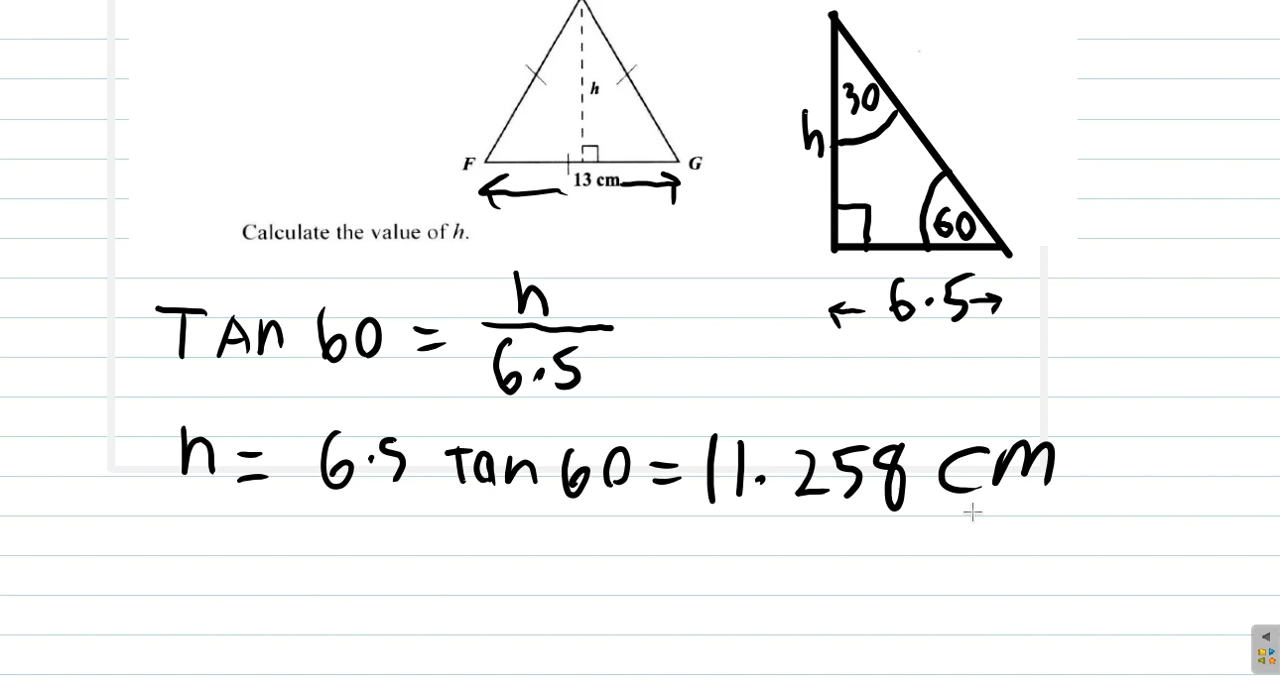 h
30
h
F
G
13 cm
60
Calculate the value of h.
6.5
TAn 60 = h
6.5
h = 6.5 tan 60 = 11.258 cm